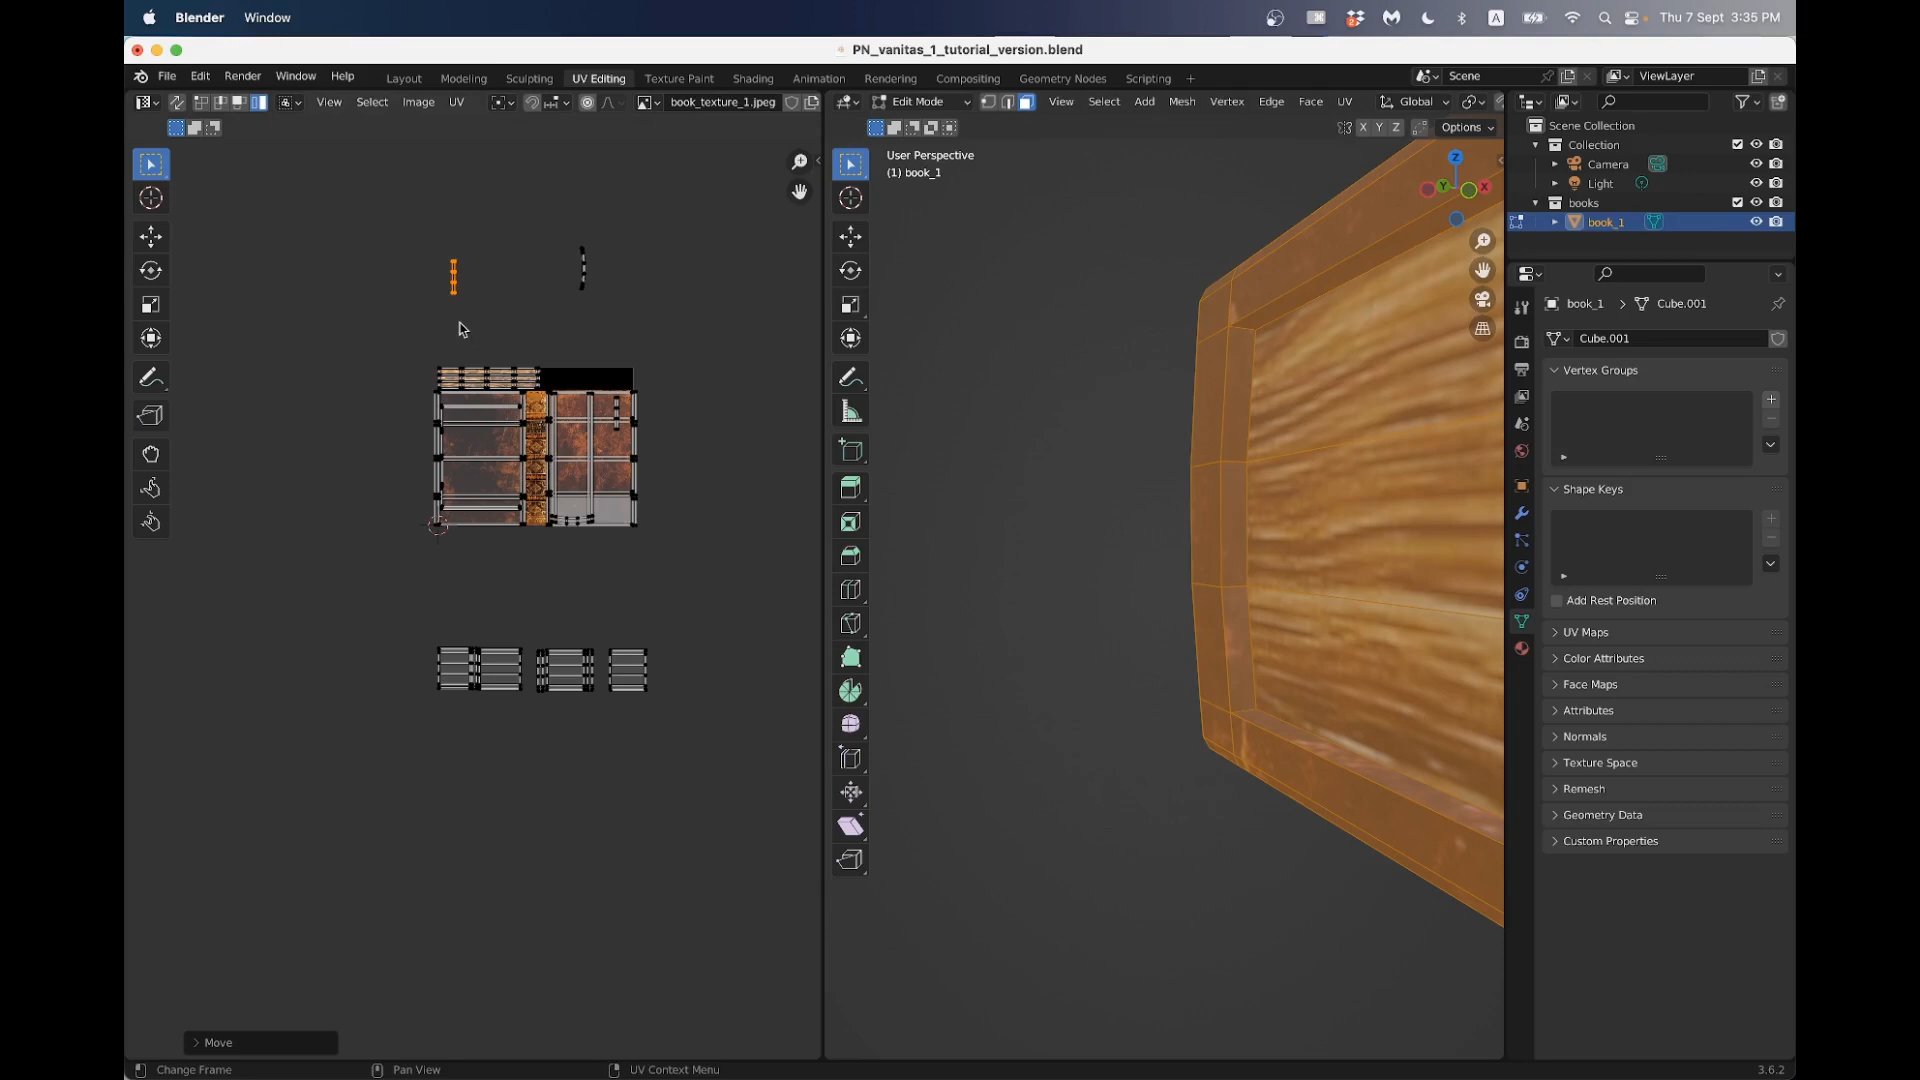 Blender Window Thu 7 Sept 3:35 PM
PN_vanitas_1_tutorial_version.blend
File Edit Render Window Help Layout Modeling Sculpting UV Editing Texture Paint Shading Animation Rendering Compositing Geometry Nodes Scripting + Scene ViewLayer
View Select Image UV book_texture_1.jpeg Edit Mode View Select Add Mesh Vertex Edge Face UV Global
X Y Z Options
Scene Collection
Collection
Camera
Light
books
book_1
User Perspective
(1) book_1
Z
Y
X
book_1 > Cube.001
Cube.001
Vertex Groups
Shape Keys
Add Rest Position
UV Maps
Color Attributes
Face Maps
Attributes
Normals
Texture Space
Remesh
Geometry Data
Custom Properties
> Move
Change Frame Pan View UV Context Menu 3.6.2